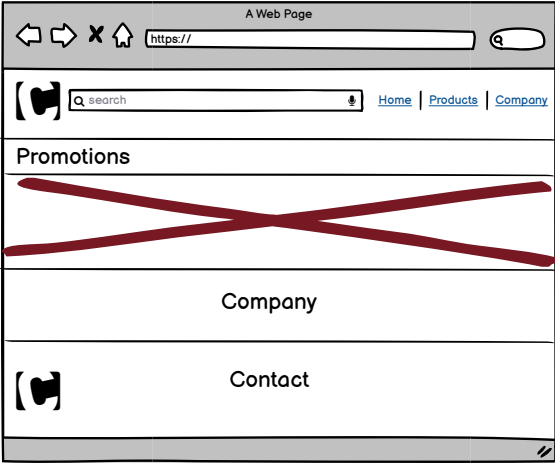 A Web Page
https://
search
Home | Products | Company
Promotions
Company
Contact